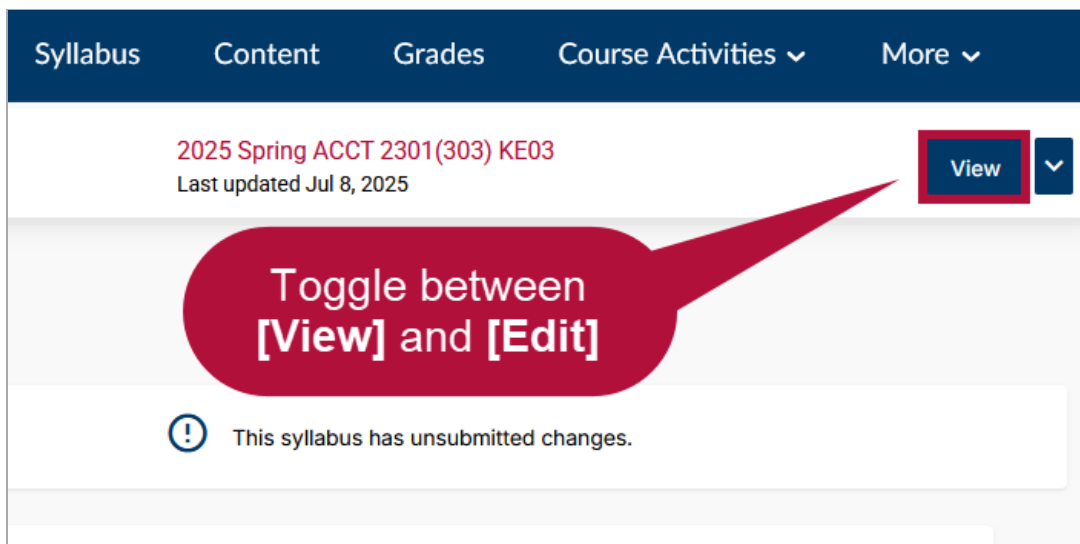 Syllabus Content Grades Course Activities More
2025 Spring ACCT 2301(303) KE03
Last updated Jul 8, 2025
View
Toggle between
[View] and [Edit]
This syllabus has unsubmitted changes.